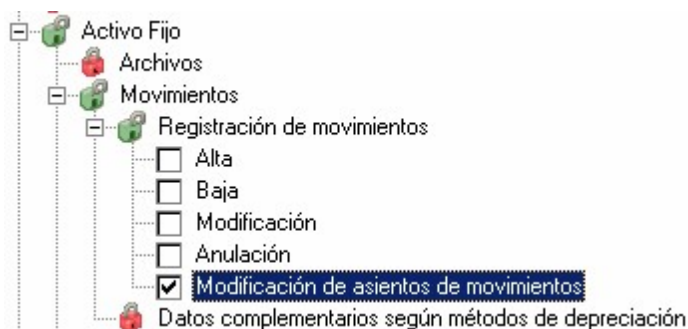 Activo Fijo
Archivos
Movimientos
Registración de movimientos
Alta
Baja
Modificación
Anulación
Modificación de asientos de movimientos
Datos complementarios según métodos de depreciación